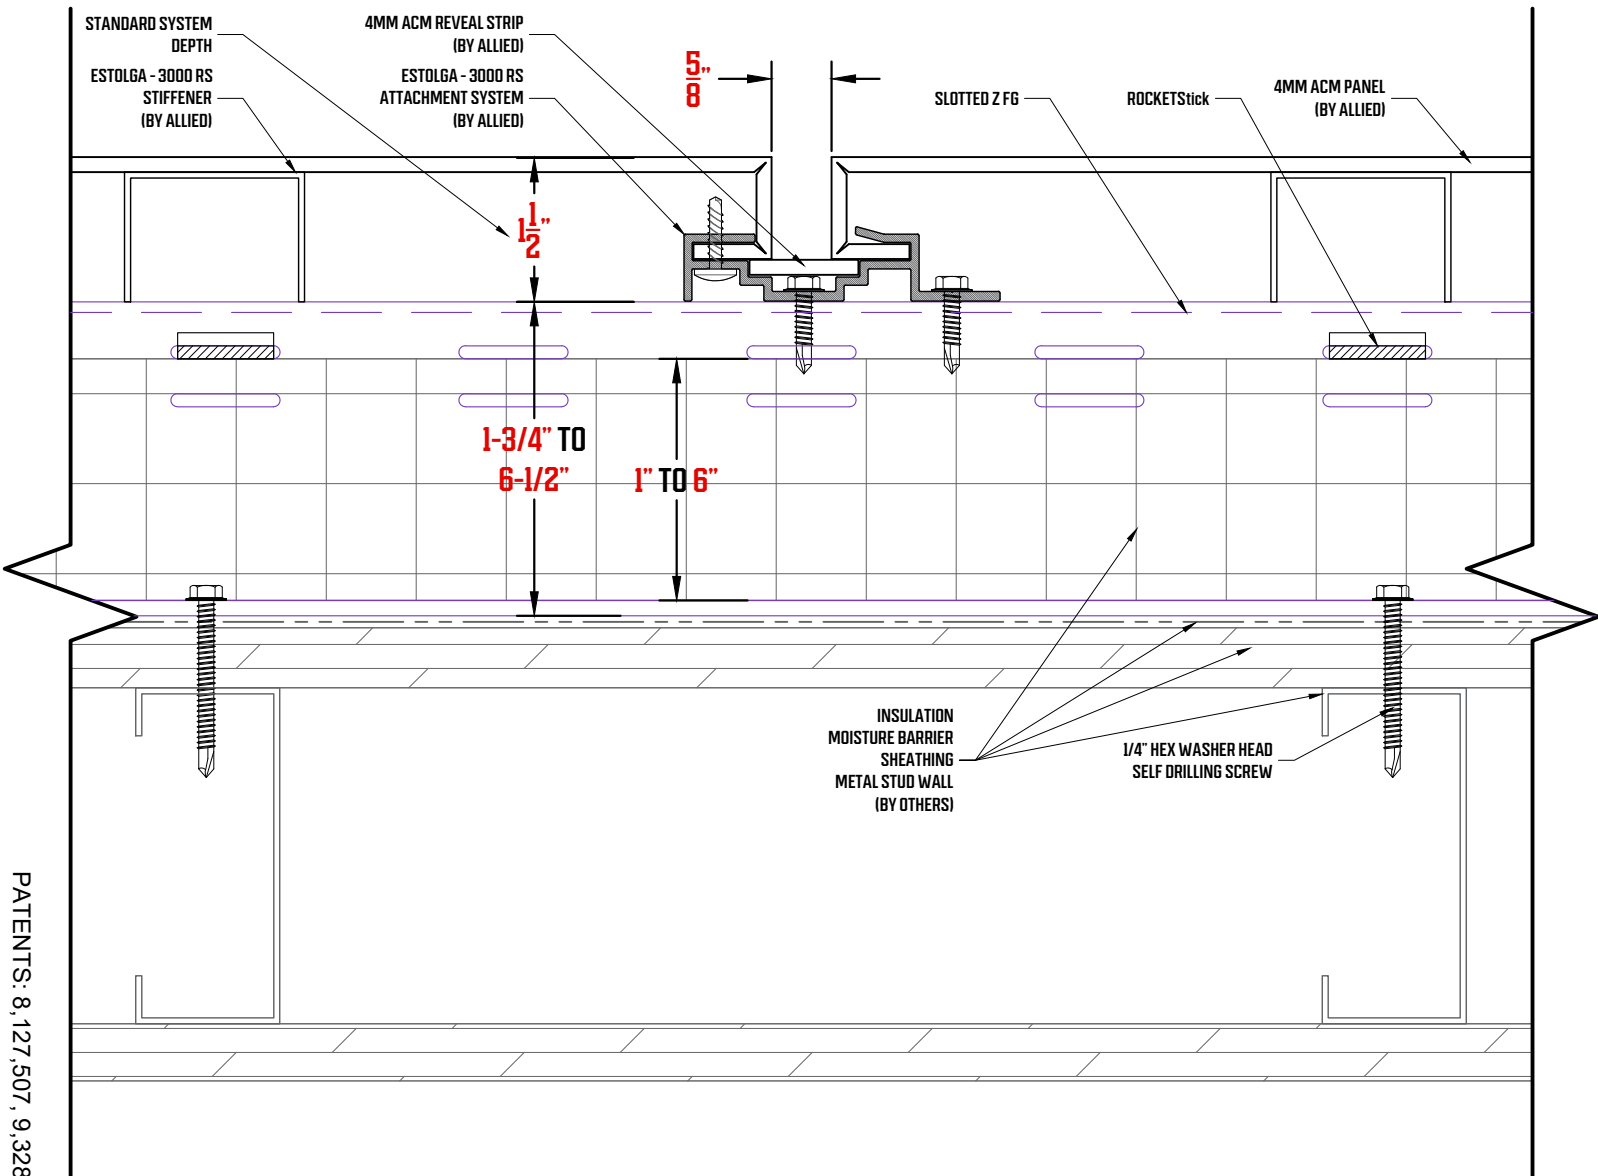 STANDARD SYSTEM
DEPTH
ESTOLGA - 3000 RS
STIFFENER
(BY ALLIED)
4MM ACM REVEAL STRIP
(BY ALLIED)
ESTOLGA - 3000 RS
ATTACHMENT SYSTEM
(BY ALLIED)
5/8"
SLOTTED Z FG
ROCKETStick
4MM ACM PANEL
(BY ALLIED)
1 1/2"
1-3/4" TO
6-1/2"
1" TO 6"
INSULATION
MOISTURE BARRIER
SHEATHING
METAL STUD WALL
(BY OTHERS)
1/4" HEX WASHER HEAD
SELF DRILLING SCREW
PATENTS: 8,127,507, 9,328